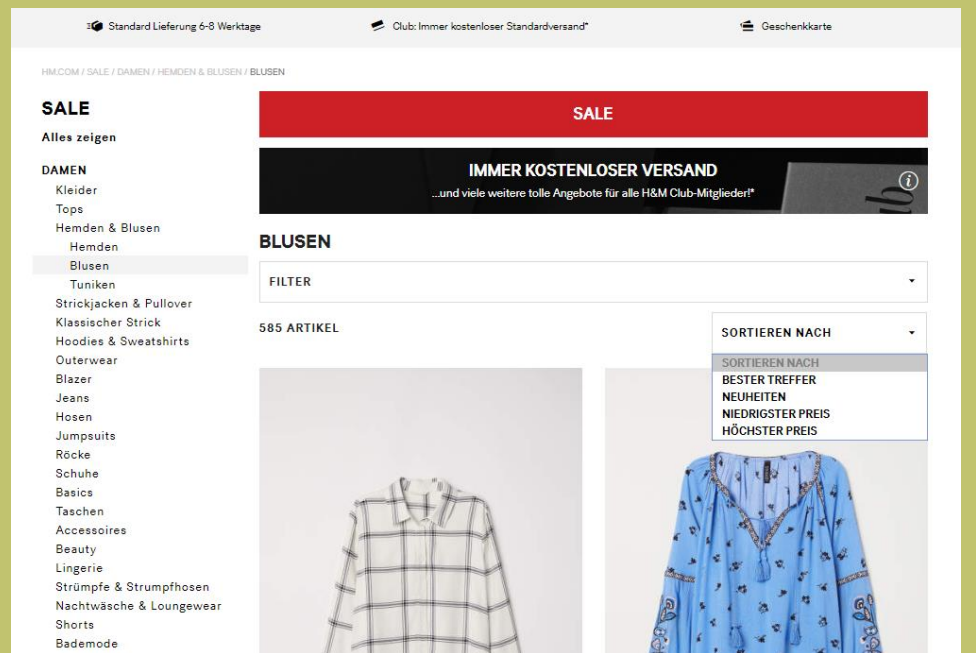 Standard Lieferung 6-8 Werktage
Club: Immer kostenloser Standardversand*
Geschenkkarte
HM.COM / SALE / DAMEN / HEMDEN & BLUSEN / BLUSEN
SALE
Alles zeigen
DAMEN
Kleider
Tops
Hemden & Blusen
Hemden
Blusen
Tuniken
Strickjacken & Pullover
Klassischer Strick
Hoodies & Sweatshirts
Outerwear
Blazer
Jeans
Hosen
Jumpsuits
Röcke
Schuhe
Basics
Taschen
Accessoires
Beauty
Lingerie
Strümpfe & Strumpfhosen
Nachtwäsche & Loungewear
Shorts
Bademode
SALE
IMMER KOSTENLOSER VERSAND
...und viele weitere tolle Angebote für alle H&M Club-Mitglieder!*
i
BLUSEN
FILTER
585 ARTIKEL
SORTIEREN NACH
SORTIEREN NACH
BESTER TREFFER
NEUHEITEN
NIEDRIGSTER PREIS
HÖCHSTER PREIS